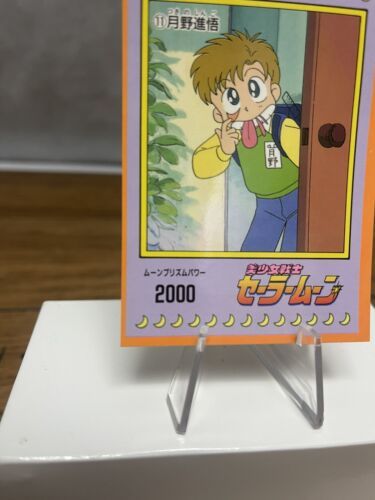 つきのしんご
⑪月野進悟
月野
ムーンプリズムパワー
2000
美少女戦士
セーラームーン